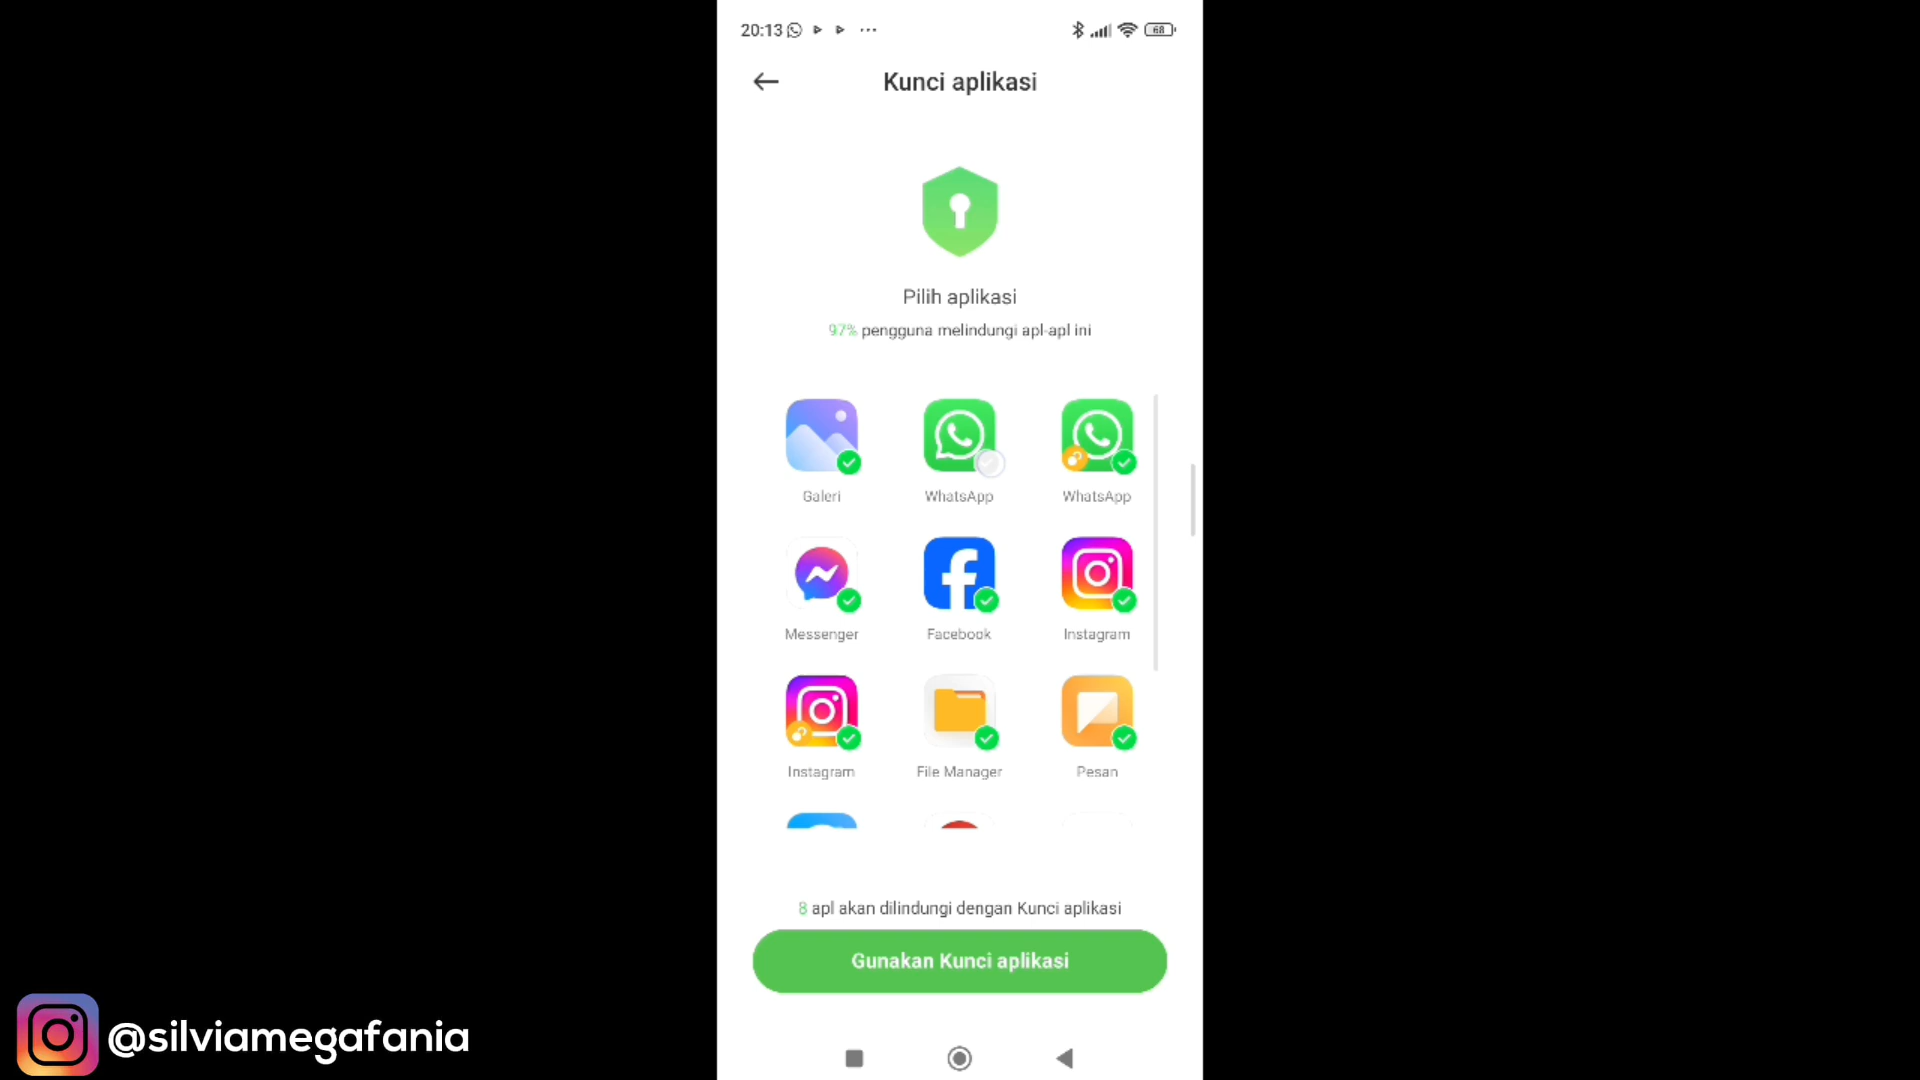 20:13
68
Kunci aplikasi
Pilih aplikasi
97% pengguna melindungi apl-apl ini
Galeri
WhatsApp
WhatsApp
Messenger
Facebook
Instagram
Instagram
File Manager
Pesan
8 apl akan dilindungi dengan Kunci aplikasi
Gunakan Kunci aplikasi
@silviamegafania